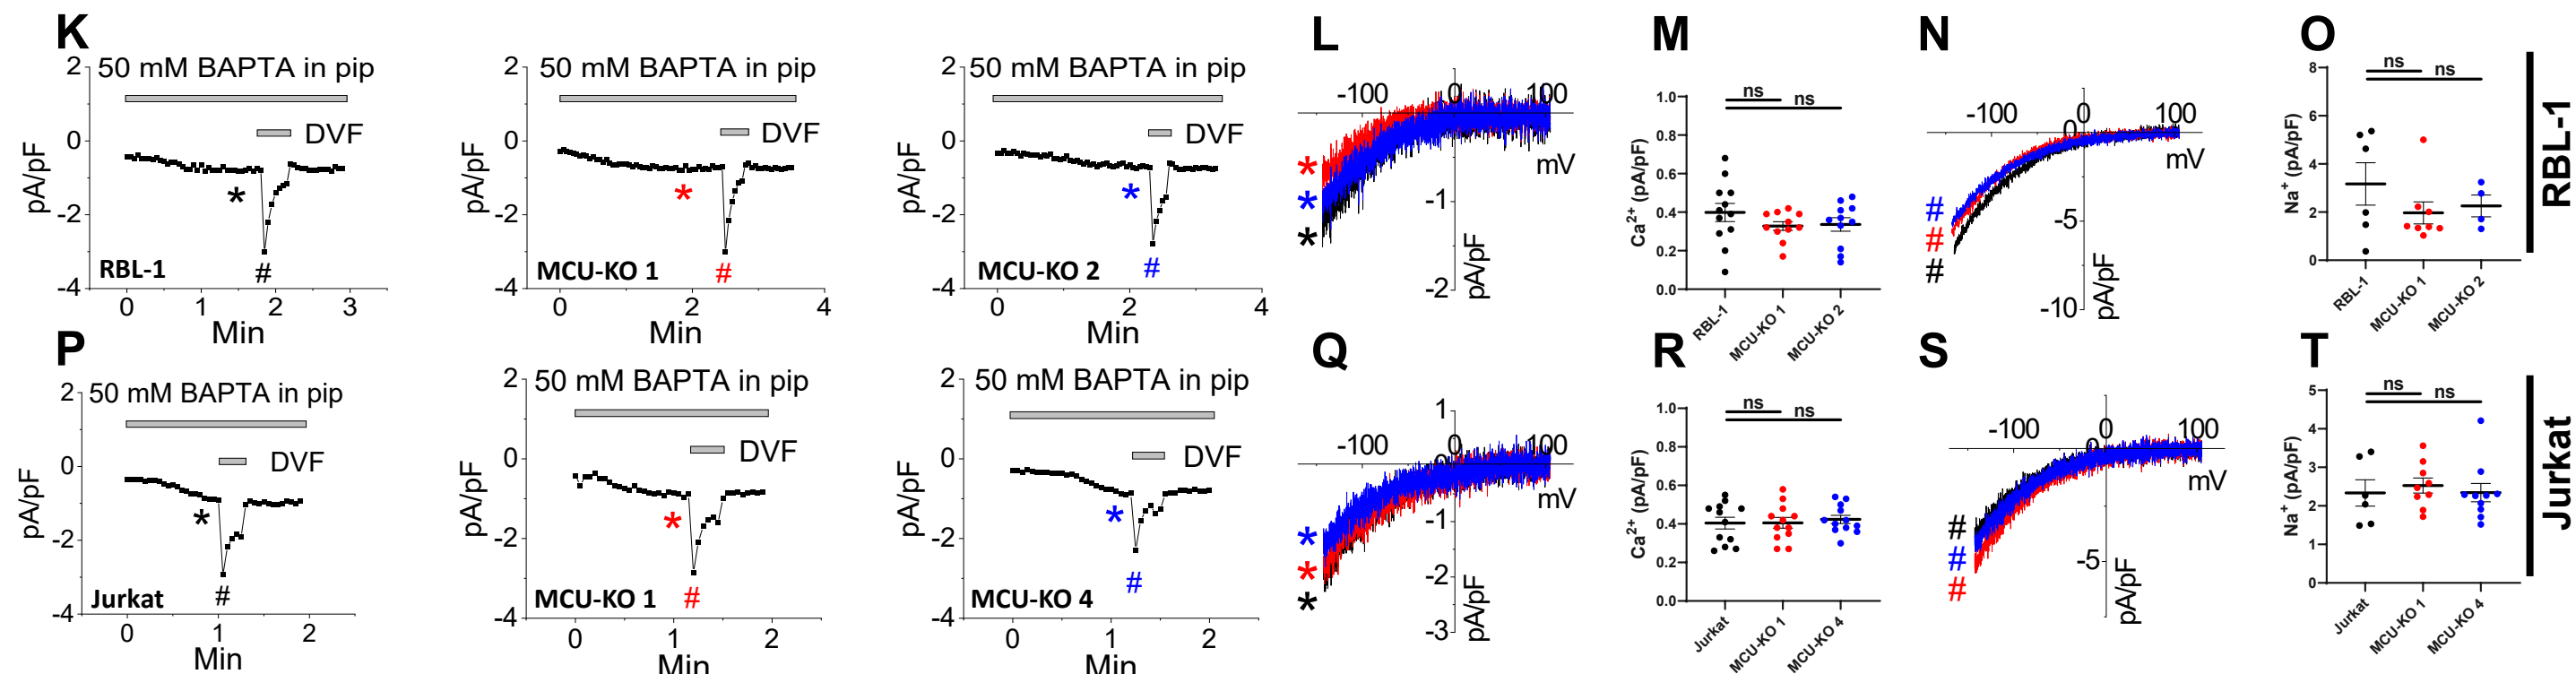 K
50 mM BAPTA in pip
DVF
2
0
-2
-4
pA/pF
*
#
RBL-1
0 1 2 3
Min
50 mM BAPTA in pip
DVF
2
0
-2
-4
pA/pF
*
#
MCU-KO 1
0 2 4
Min
50 mM BAPTA in pip
DVF
2
0
-2
-4
pA/pF
*
#
MCU-KO 2
0 2 4
Min
L
-100 0 100
mV
-1
-2
pA/pF
*
*
*
M
ns ns
1.0
0.8
0.6
0.4
0.2
0.0
Ca2+ (pA/pF)
RBL-1
MCU-KO 1
MCU-KO 2
N
-100 0 100
0
mV
-5
-10
pA/pF
#
#
#
O
ns ns
8
6
4
2
0
Na+ (pA/pF)
RBL-1
MCU-KO 1
MCU-KO 2
RBL-1
P
50 mM BAPTA in pip
DVF
2
0
-2
-4
pA/pF
*
#
Jurkat
0 1 2
Min
50 mM BAPTA in pip
DVF
2
0
-2
-4
pA/pF
*
#
MCU-KO 1
0 1 2
Min
50 mM BAPTA in pip
DVF
2
0
-2
-4
pA/pF
*
#
MCU-KO 4
0 1 2
Min
Q
1
-100 0 100
0
mV
-1
-2
-3
pA/pF
*
*
*
R
ns ns
1.0
0.8
0.6
0.4
0.2
0.0
Ca2+ (pA/pF)
Jurkat
MCU-KO 1
MCU-KO 4
S
-100 0 100
0
mV
-5
pA/pF
#
#
#
T
ns ns
5
4
3
2
1
0
Na+ (pA/pF)
Jurkat
MCU-KO 1
MCU-KO 4
Jurkat